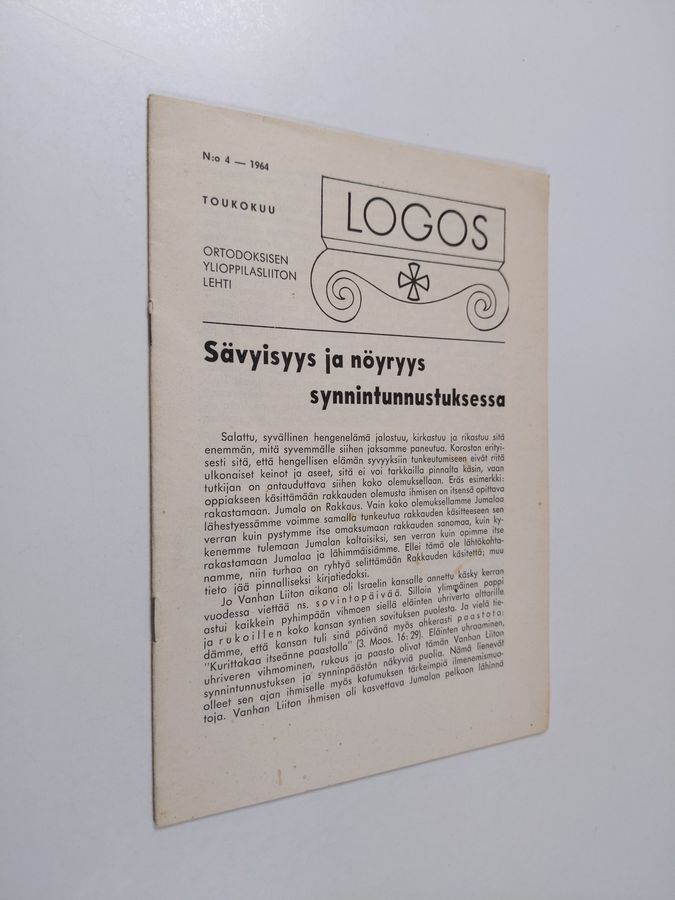 N:o 4 — 1964
TOUKOKUU
ORTODOKSISEN
YLIOPPILASLIITON
LEHTI
LOGOS
Sävyisyys ja nöyryys
synnintunnustuksessa
Salattu, syvällinen hengenelämä jalostuu, kirkastuu ja rikastuu sitä
enemmän, mitä syvemmälle siihen jaksamme paneutua. Korostan erityi-
sesti sitä, että hengellisen elämän syvyyksiin tunkeutumiseen eivät riitä
ulkonaiset keinot ja aseet, sitä ei voi tarkkailla pinnalta käsin, vaan
tutkijan on antauduttava siihen koko olemuksellaan. Eräs esimerkki:
oppiakseen käsittämään rakkauden olemusta ihmisen on itsensä opittava
rakastamaan. Jumala on Rakkaus. Vain koko olemuksellamme Jumalaa
lähestyessämme voimme samalla tunkeutua rakkauden käsitteeseen sen
verran kuin pystymme itse omaksumaan rakkauden sanomaa, kuin ky-
kenemme tulemaan Jumalan kaltaisiksi, sen verran kuin opimme itse
rakastamaan Jumalaa ja lähimmäisiämme. Ellei tämä ole lähtökohta-
namme, niin turhaa on ryhtyä selittämään Rakkauden käsitettä; muu
tieto jää pinnalliseksi kirjatiedoksi.
Jo Vanhan Liiton aikana oli Israelin kansalle annettu käsky kerran
vuodessa viettää ns. sovintopäivää. Silloin ylimmäinen pappi
astui kaikkein pyhimpään vihmoen siellä eläinten uhriverta alttarille
ja rukoillen koko kansan syntien sovituksen puolesta. Ja vielä tie-
dämme, että kansan tuli sinä päivänä myös ahkerasti paastota:
"Kurittakaa itseänne paastolla" (3. Moos. 16: 29). Eläinten uhraaminen,
uhriveren vihmominen, rukous ja paasto olivat tämän Vanhan Liiton
synnintunnustuksen ja synninpäästön näkyviä puolia. Nämä lienevät
olleet sen ajan ihmiselle myös katumuksen tärkeimpiä ilmenemismuo-
toja. Vanhan Liiton ihmisen oli kasvettava Jumalan pelkoon lähinnä